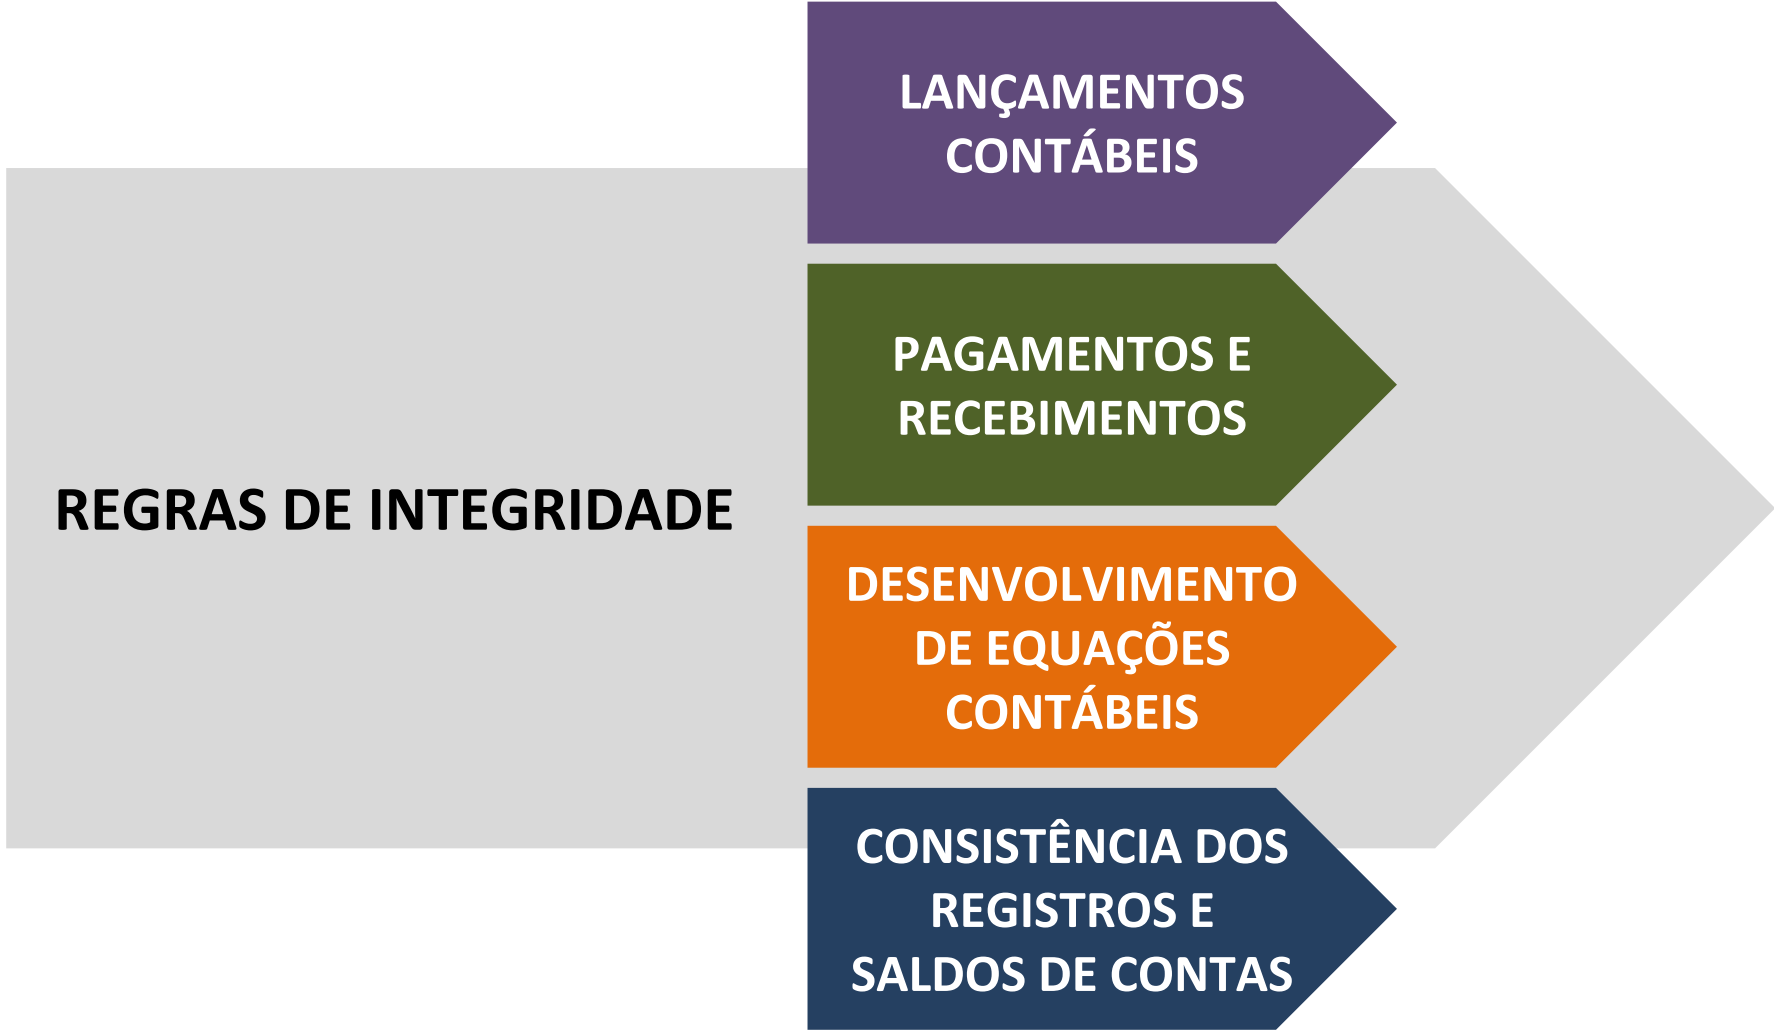 LANÇAMENTOS
CONTÁBEIS
PAGAMENTOS E
RECEBIMENTOS
REGRAS DE INTEGRIDADE
DESENVOLVIMENTO
DE EQUAÇÕES
CONTÁBEIS
CONSISTÊNCIA DOS
REGISTROS E
SALDOS DE CONTAS